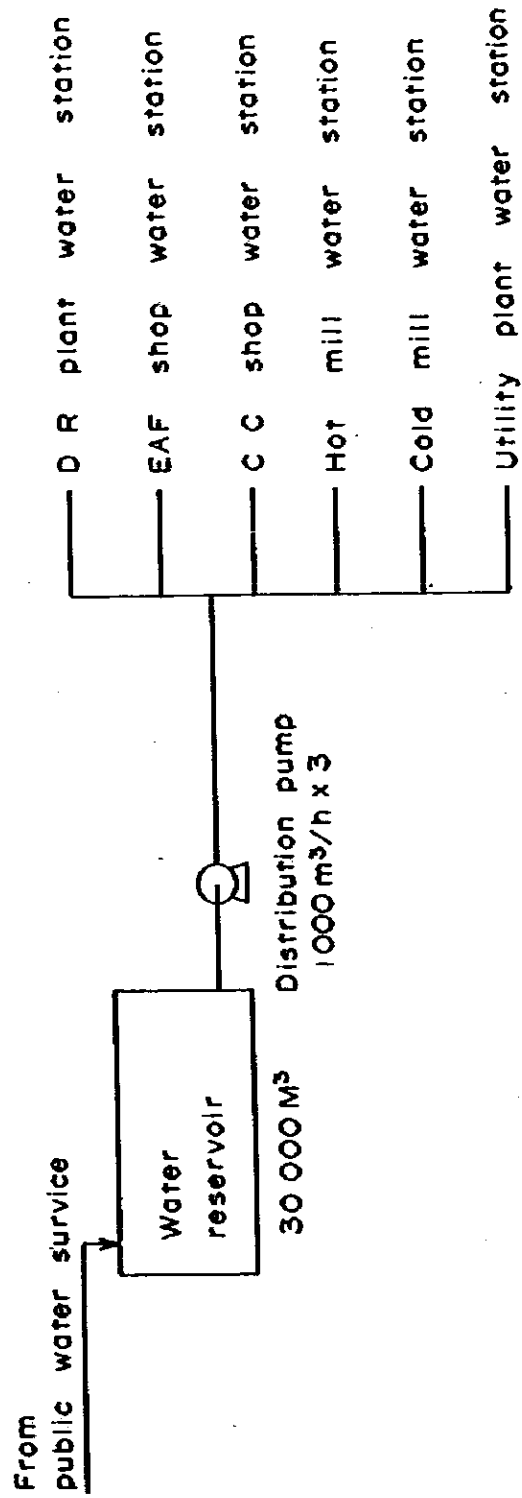 From
public water survice
Water
reservoir
30 000 M³
Distribution pump
1000 m³/h x 3
D R plant water station
EAF shop water station
C C shop water station
Hot mill water station
Cold mill water station
Utility plant water station